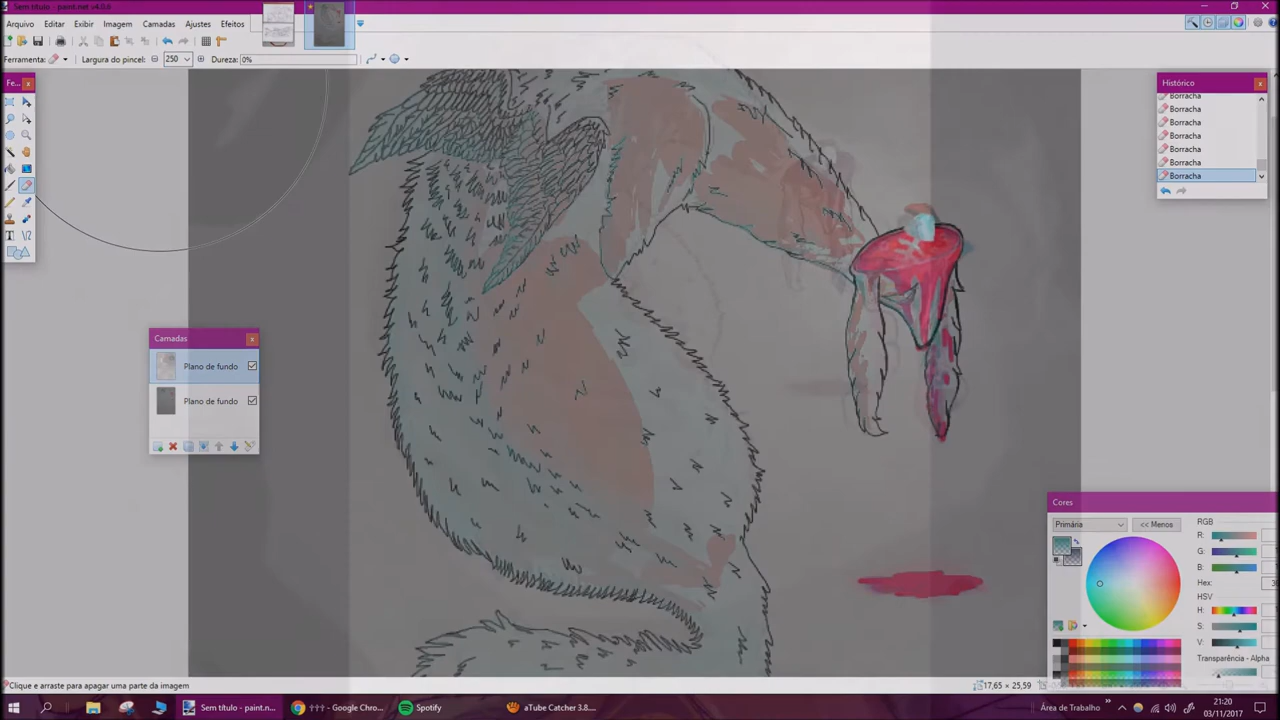 Sem título - paint.net v4.0.6
Arquivo Editar Exibir Imagem Camadas Ajustes Efeitos
Ferramenta: Largura do pincel: 250 Dureza: 0%
Fe...
Histórico
Borracha
Borracha
Borracha
Borracha
Borracha
Borracha
Borracha
Camadas
Plano de fundo
Plano de fundo
Cores
Primária << Menos
RGB
R:
G:
B:
Hex:
HSV
H:
S:
V:
Transparência - Alpha
Clique e arraste para apagar uma parte da imagem
17,65 × 25,59
Sem título - paint.n...
††† - Google Chro...
Spotify
aTube Catcher 3.8....
Área de Trabalho
21:20
03/11/2017